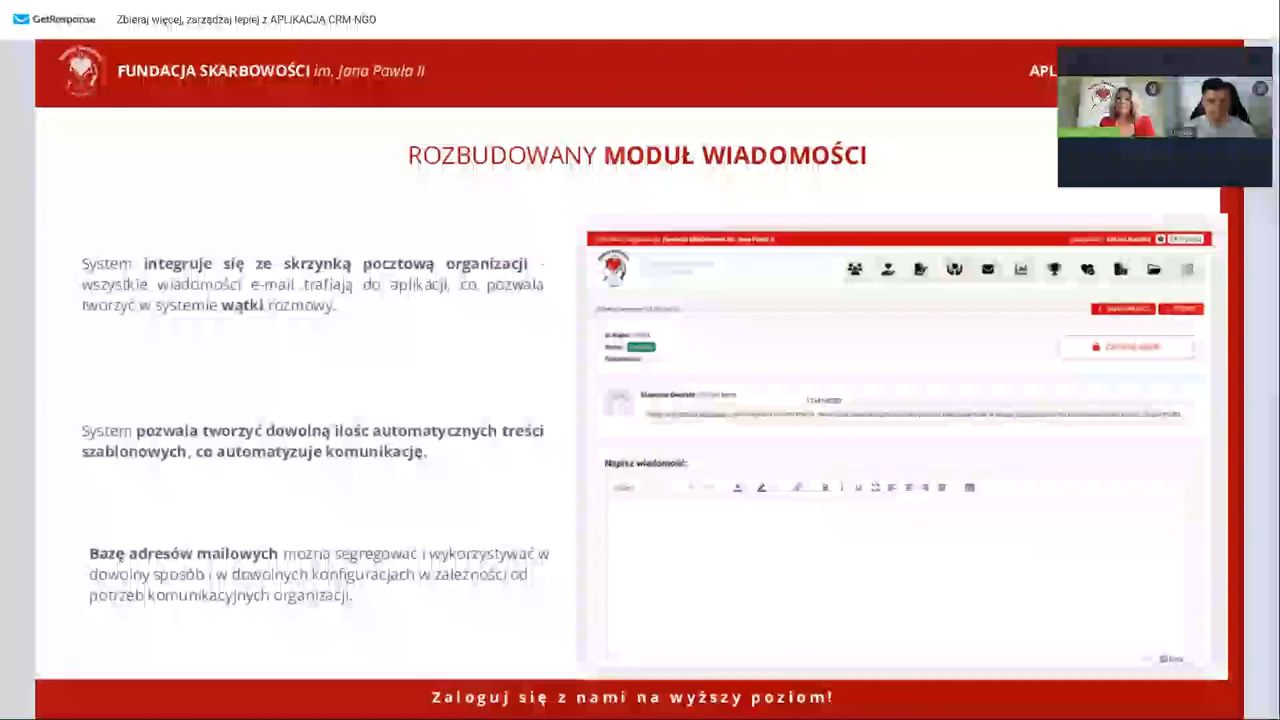 GetResponse
Zbieraj więcej, zarządzaj lepiej z APLIKACJĄ CRM-NGO
FUNDACJA SKARBOWOŚCI im. Jana Pawła II
APL
ROZBUDOWANY MODUŁ WIADOMOŚCI
System integruje się ze skrzynką pocztową organizacji -
wszystkie wiadomości e-mail trafiają do aplikacji, co pozwala
tworzyć w systemie wątki rozmowy.
System pozwala tworzyć dowolną ilość automatycznych treści
szablonowych, co automatyzuje komunikację.
Bazę adresów mailowych można segregować i wykorzystywać w
dowolny sposób i w dowolnych konfiguracjach w zależności od
potrzeb komunikacyjnych organizacji.
Napisz wiadomość:
Zaloguj się z nami na wyższy poziom!